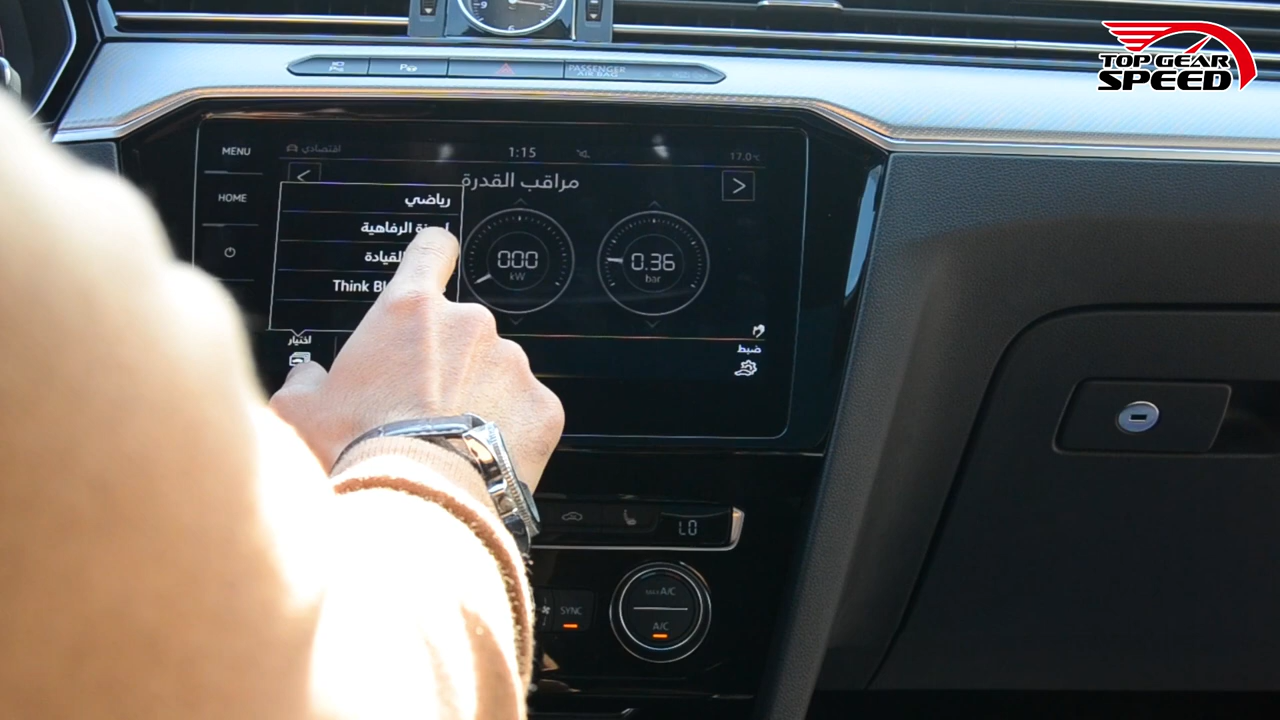 TOP GEAR
SPEED
PASSENGER
AIR BAG
MENU
اقتصادي
1:15
17.0°C
مراقب القدرة
HOME
رياضي
الرفاهية
القيادة
Think
000
kW
0.36
bar
اختيار
ضبط
LO
SYNC
MAX A/C
A/C